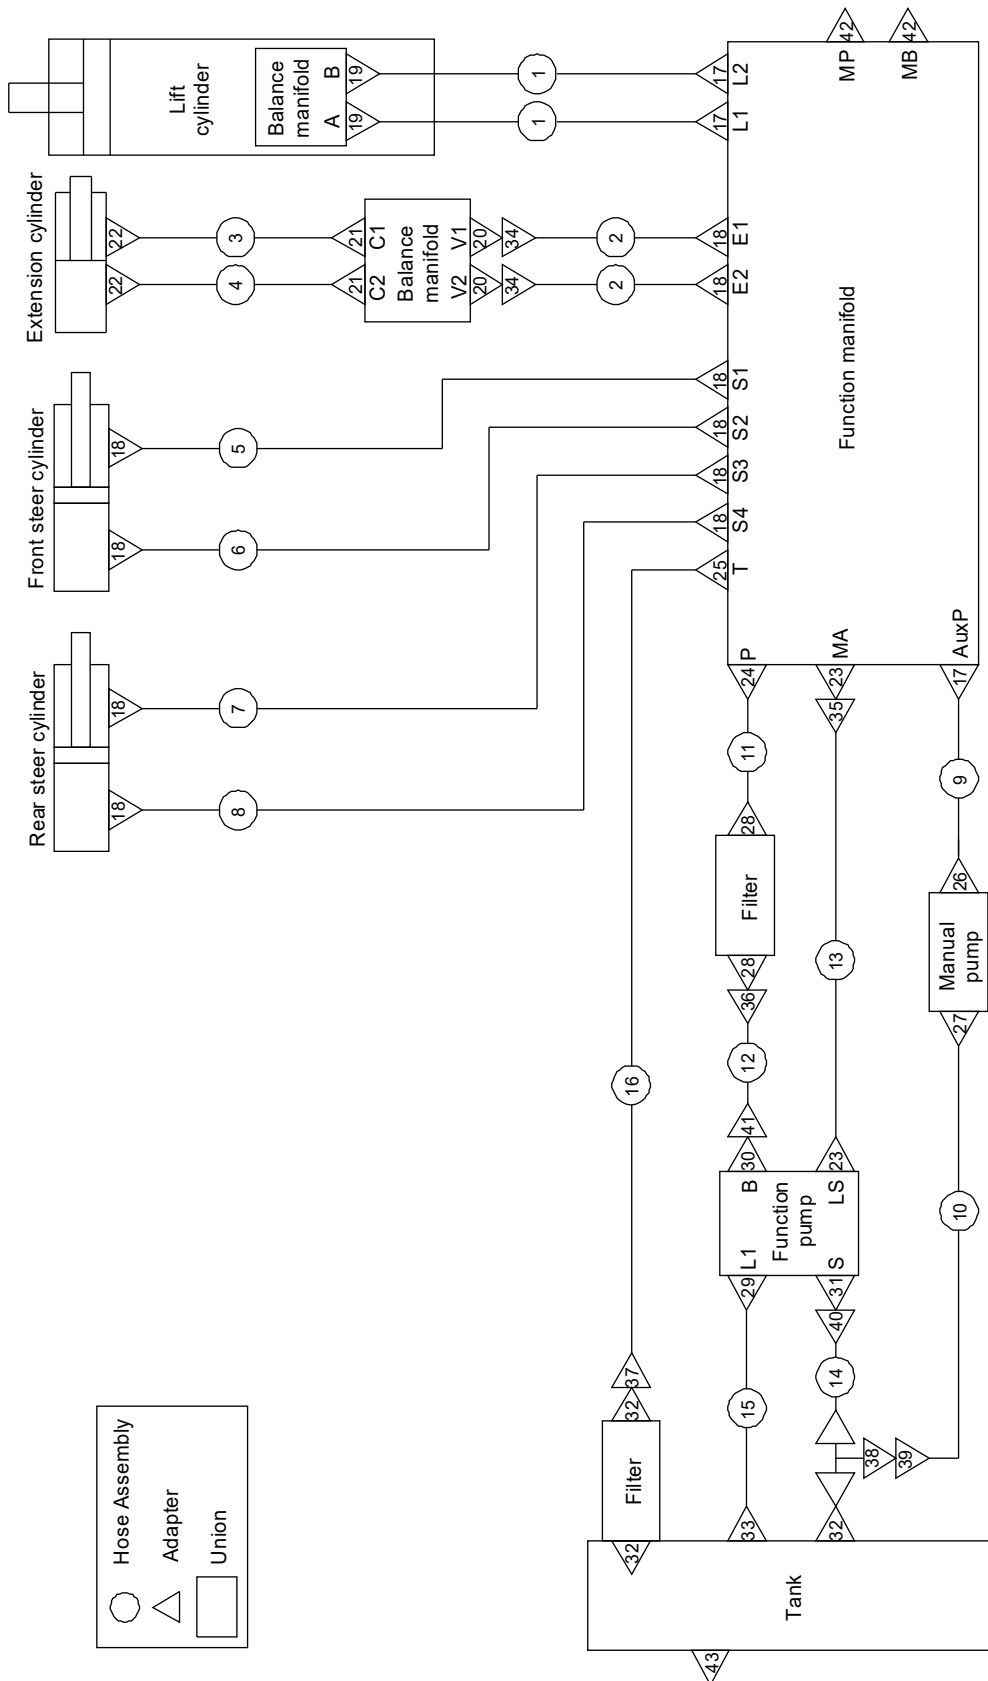 Hose Assembly
Adapter
Union
Tank
43
32
33
32
Filter
32
37
16
25
T
15
29
L1
Function
pump
S
B
LS
31
40
14
38
39
10
27
Manual
pump
26
9
17
AuxP
30
41
12
36
28
Filter
28
11
24
P
23
13
35
23
MA
Function manifold
Rear steer cylinder
18
18
8
7
18
S4
18
S3
Front steer cylinder
18
18
6
5
18
S2
18
S1
Extension cylinder
22
22
4
3
21
21
C2
C1
Balance
manifold
V2
V1
20
20
34
34
2
2
18
18
E2
E1
Lift
cylinder
Balance
manifold
A
B
19
19
1
1
17
17
L1
L2
MP
42
MB
42